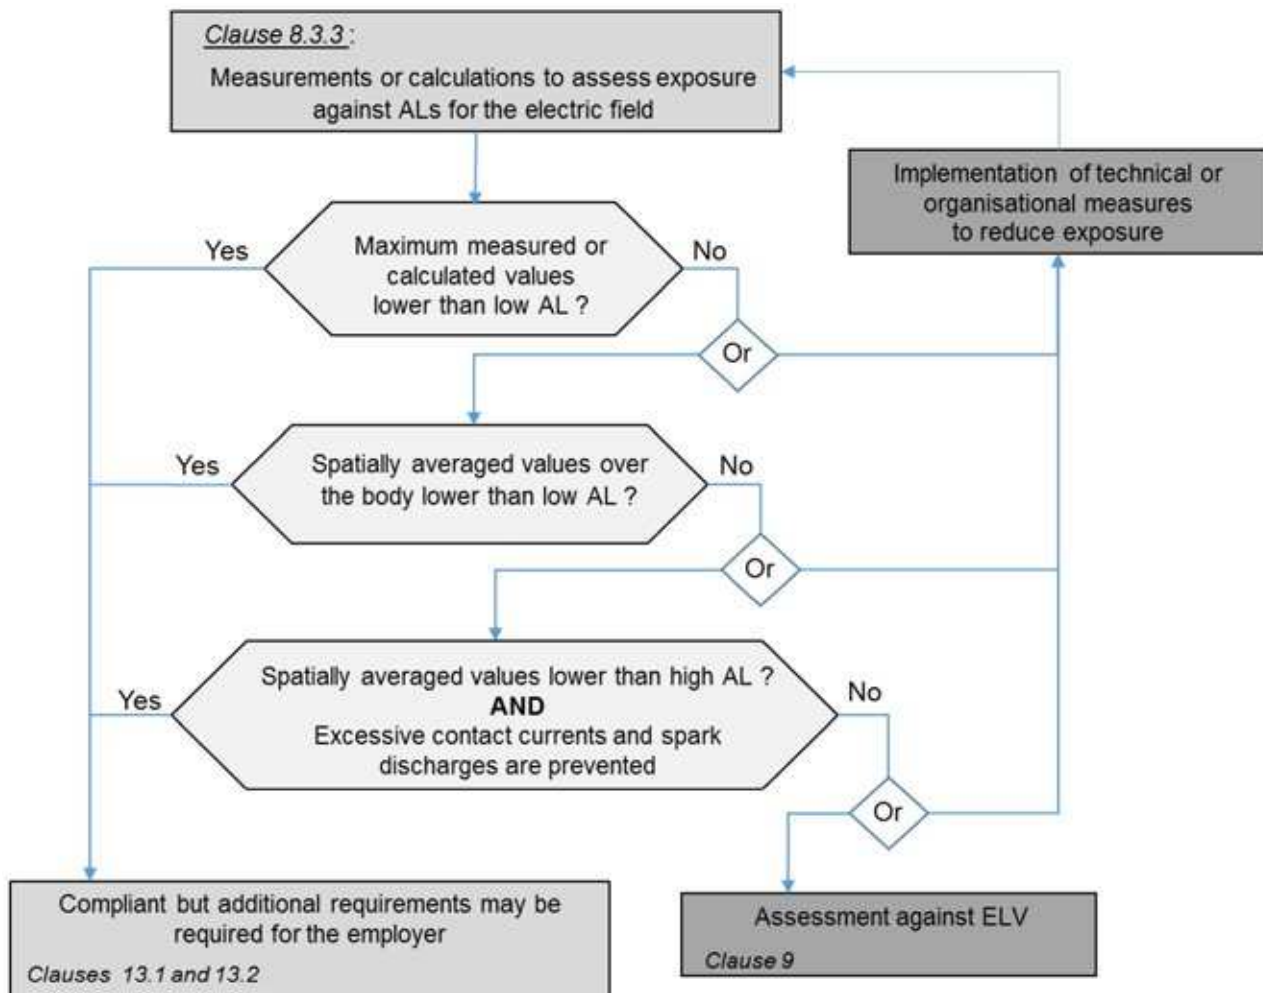 Clause 8.3.3 :
Measurements or calculations to assess exposure
against ALs for the electric field
Implementation of technical or
organisational measures
to reduce exposure
Yes
Maximum measured or
calculated values
lower than low AL ?
No
Or
Yes
Spatially averaged values over
the body lower than low AL ?
No
Or
Yes
Spatially averaged values lower than high AL ?
AND
Excessive contact currents and spark
discharges are prevented
No
Or
Compliant but additional requirements may be
required for the employer
Clauses 13.1 and 13.2
Assessment against ELV
Clause 9